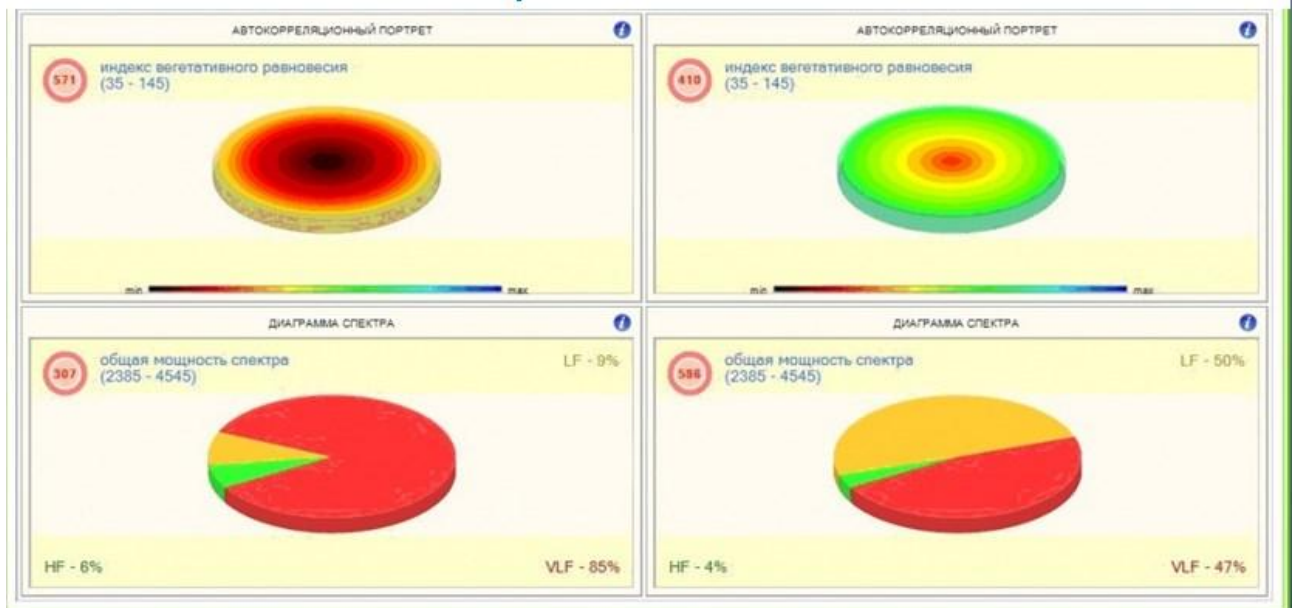 АВТОКОРРЕЛЯЦИОННЫЙ ПОРТРЕТ
571
индекс вегетативного равновесия
(35 - 145)
min
max
АВТОКОРРЕЛЯЦИОННЫЙ ПОРТРЕТ
410
индекс вегетативного равновесия
(35 - 145)
min
max
ДИАГРАММА СПЕКТРА
307
общая мощность спектра
(2385 - 4545)
LF - 9%
HF - 6%
VLF - 85%
ДИАГРАММА СПЕКТРА
586
общая мощность спектра
(2385 - 4545)
LF - 50%
HF - 4%
VLF - 47%